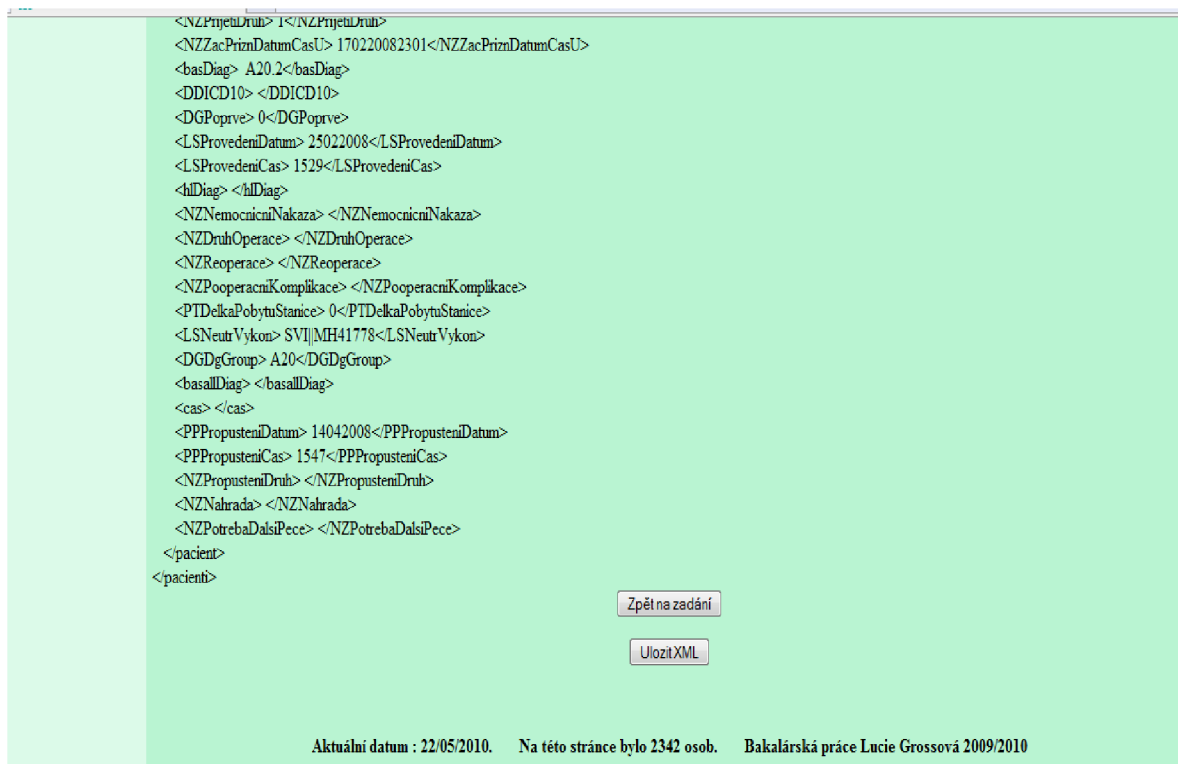 <NZPrijetiDruh> 1</NZPrijetiDruh>
<NZZacPriznDatumCasU> 170220082301</NZZacPriznDatumCasU>
<basDiag> A20.2</basDiag>
<DDICD10> </DDICD10>
<DGPoprve> 0</DGPoprve>
<LSProvedeniDatum> 25022008</LSProvedeniDatum>
<LSProvedeniCas> 1529</LSProvedeniCas>
<hlDiag> </hlDiag>
<NZNemocnicniNakaza> </NZNemocnicniNakaza>
<NZDruhOperace> </NZDruhOperace>
<NZReoperace> </NZReoperace>
<NZPooperacniKomplikace> </NZPooperacniKomplikace>
<PTDelkaPobytuStanice> 0</PTDelkaPobytuStanice>
<LSNeutrVykon> SVI||MH41778</LSNeutrVykon>
<DGDgGroup> A20</DGDgGroup>
<basallDiag> </basallDiag>
<cas> </cas>
<PPPropusteniDatum> 14042008</PPPropusteniDatum>
<PPPropusteniCas> 1547</PPPropusteniCas>
<NZPropusteniDruh> </NZPropusteniDruh>
<NZNahrada> </NZNahrada>
<NZPotrebaDalsiPece> </NZPotrebaDalsiPece>
</pacient>
</pacienti>
Zpět na zadání
Ulozit XML
Aktuální datum : 22/05/2010. Na této stránce bylo 2342 osob. Bakalárská práce Lucie Grossová 2009/2010